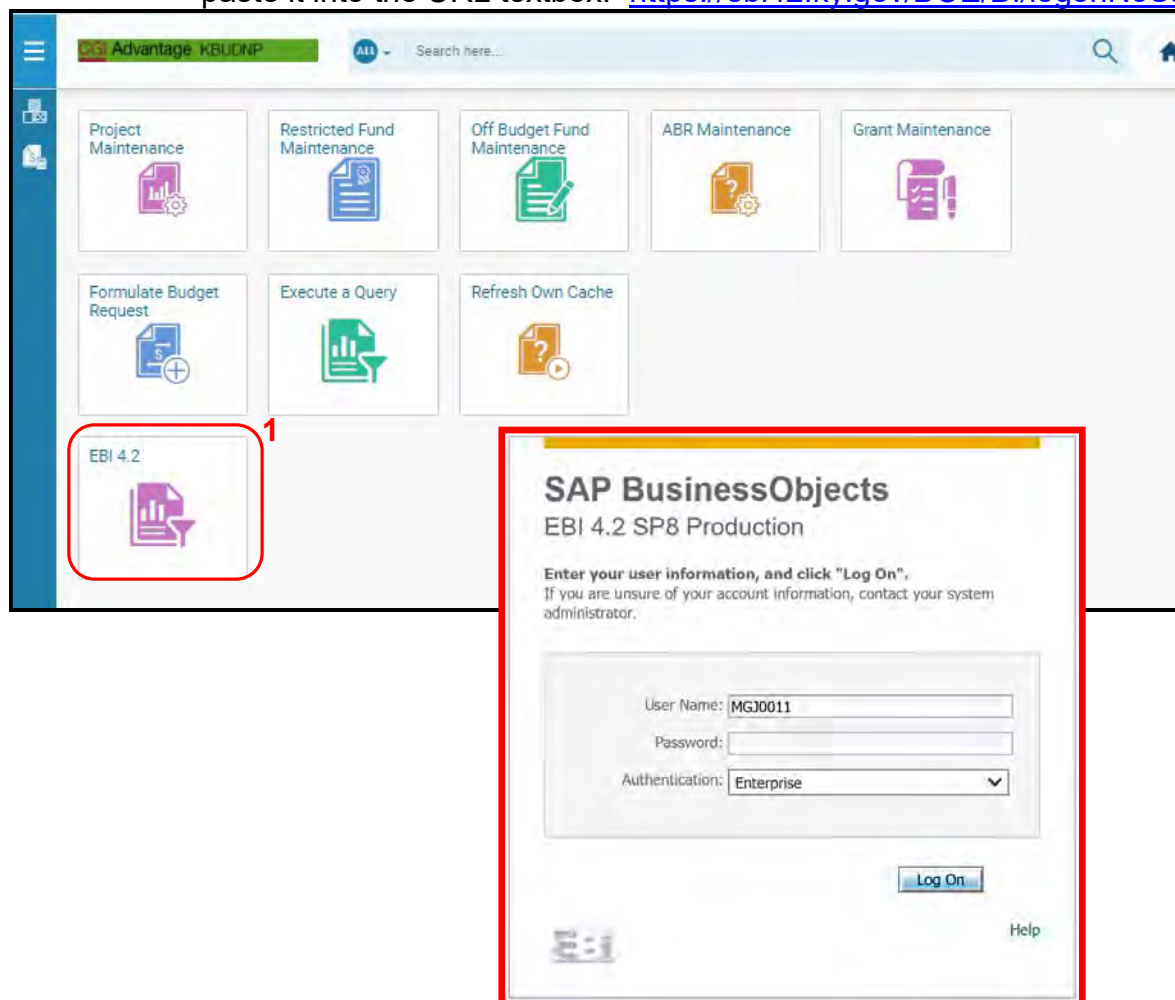 paste it into the URL textbox.
CGI Advantage KBUDNP
ALL
Search here...
Project
Maintenance
Restricted Fund
Maintenance
Off Budget Fund
Maintenance
ABR Maintenance
Grant Maintenance
Formulate Budget
Request
Execute a Query
Refresh Own Cache
1
EBI 4.2
SAP BusinessObjects
EBI 4.2 SP8 Production
Enter your user information, and click "Log On".
If you are unsure of your account information, contact your system
administrator.
User Name: MGJ0011
Password:
Authentication: Enterprise
Log On
Help
EBi